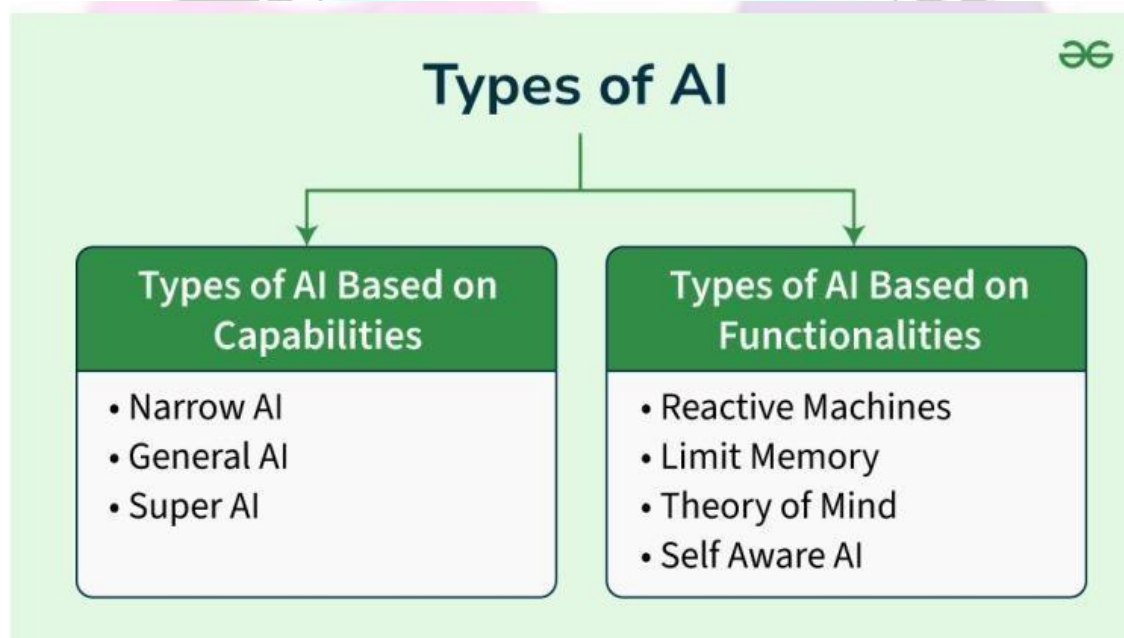 Types of AI
Types of AI Based on
Capabilities
• Narrow AI
• General AI
• Super AI
Types of AI Based on
Functionalities
• Reactive Machines
• Limit Memory
• Theory of Mind
• Self Aware AI